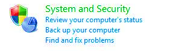 System and Security
Review your computer's status
Back up your computer
Find and fix problems